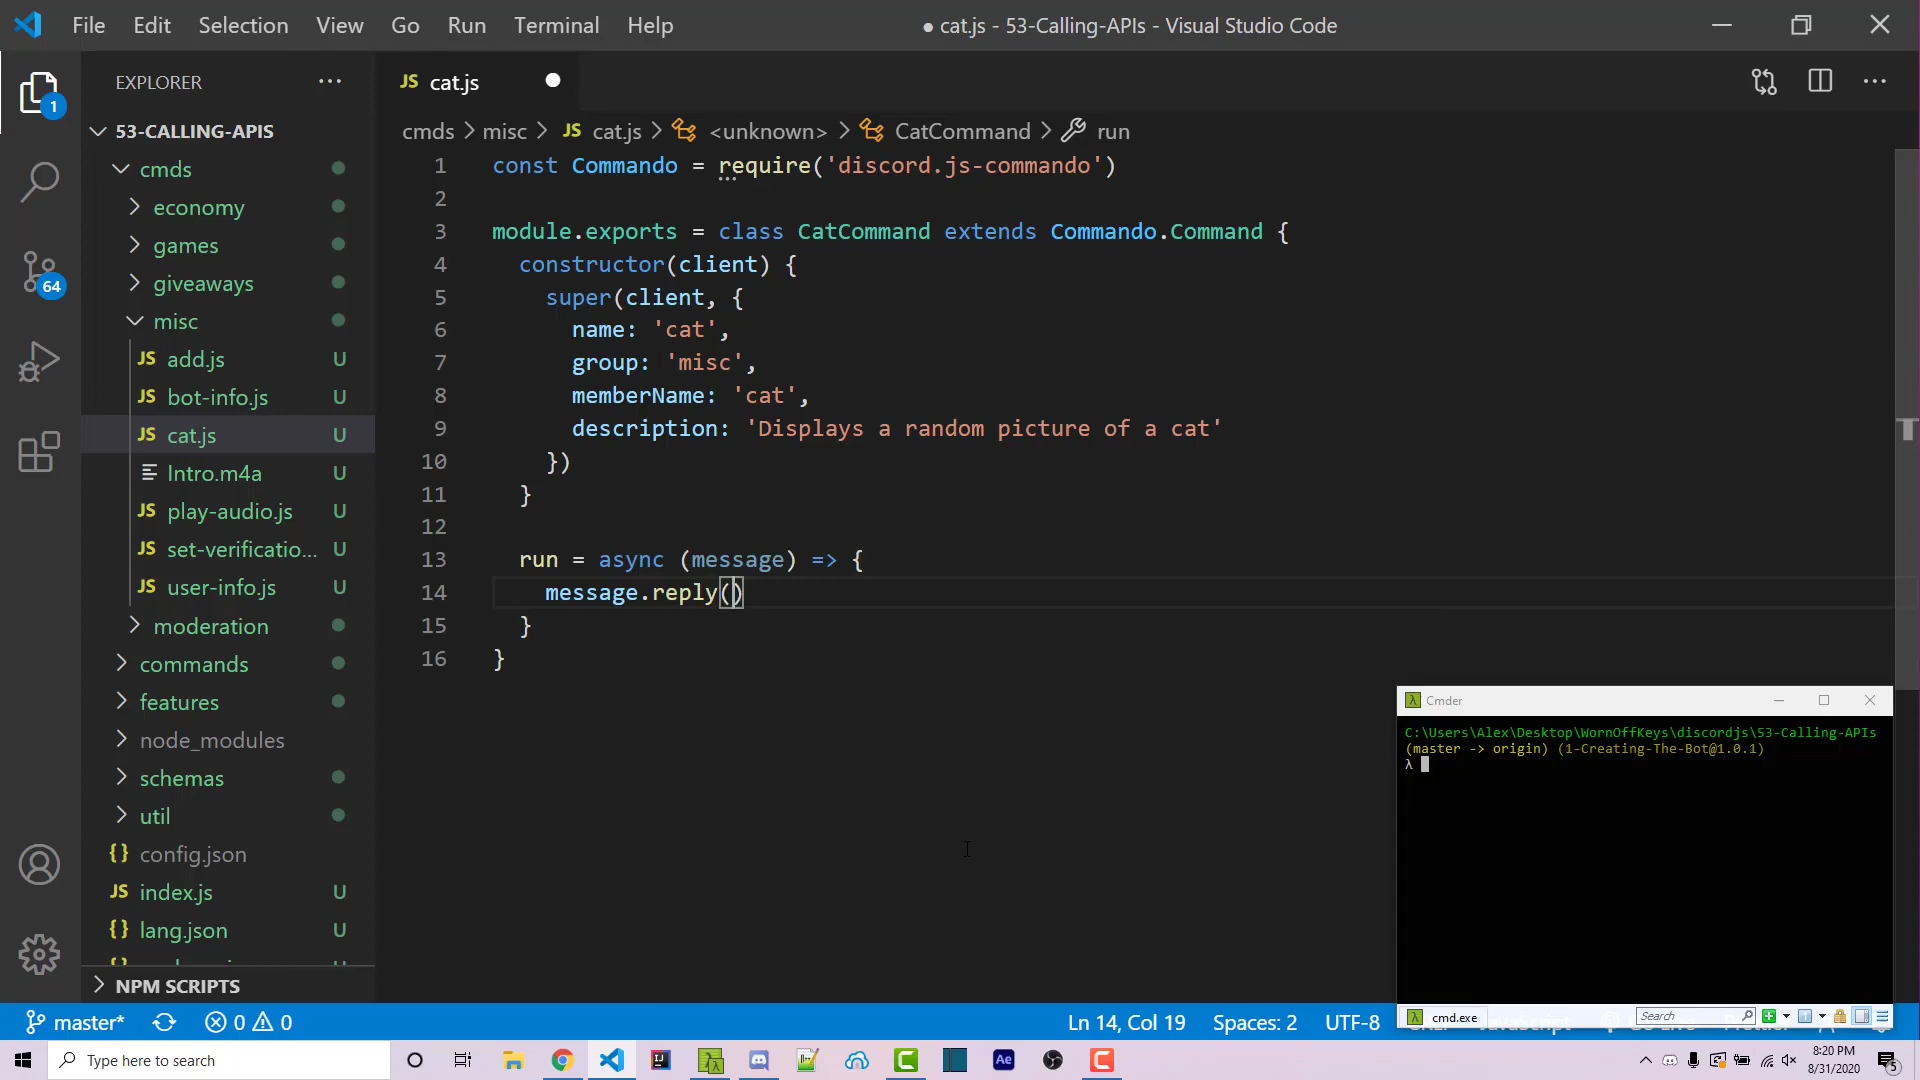 File Edit Selection View Go Run Terminal Help
● cat.js - 53-Calling-APIs - Visual Studio Code
EXPLORER
JS cat.js
53-CALLING-APIS
cmds > misc > JS cat.js > <unknown> > CatCommand > run
cmds
economy
games
giveaways
misc
JS add.js U
JS bot-info.js U
JS cat.js U
Intro.m4a U
JS play-audio.js U
JS set-verificatio... U
JS user-info.js U
moderation
commands
features
node_modules
schemas
util
{} config.json
JS index.js U
{} lang.json U
NPM SCRIPTS
1
64
1 const Commando = require('discord.js-commando')
2
3 module.exports = class CatCommand extends Commando.Command {
4 constructor(client) {
5 super(client, {
6 name: 'cat',
7 group: 'misc',
8 memberName: 'cat',
9 description: 'Displays a random picture of a cat'
10 })
11 }
12
13 run = async (message) => {
14 message.reply()
15 }
16 }
Cmder
C:\Users\Alex\Desktop\WornOffKeys\discordjs\53-Calling-APIs
(master -> origin) (1-Creating-The-Bot@1.0.1)
λ
cmd.exe
Search
master* 0 0
Ln 14, Col 19 Spaces: 2 UTF-8
Type here to search
Ae
8:20 PM
8/31/2020
5